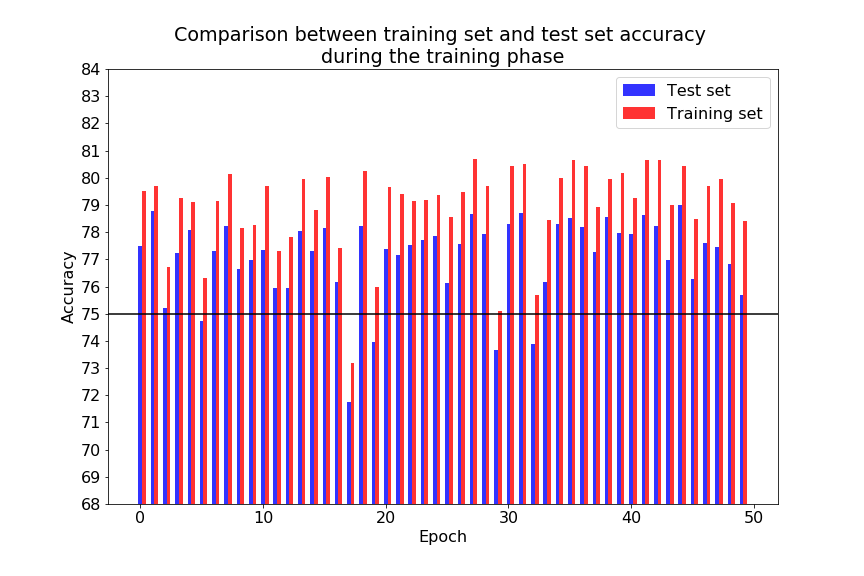 Comparison between training set and test set accuracy
during the training phase
Test set
Training set
84
83
82
81
80
79
78
77
76
75
74
73
72
71
70
69
68
Accuracy
0 10 20 30 40 50
Epoch